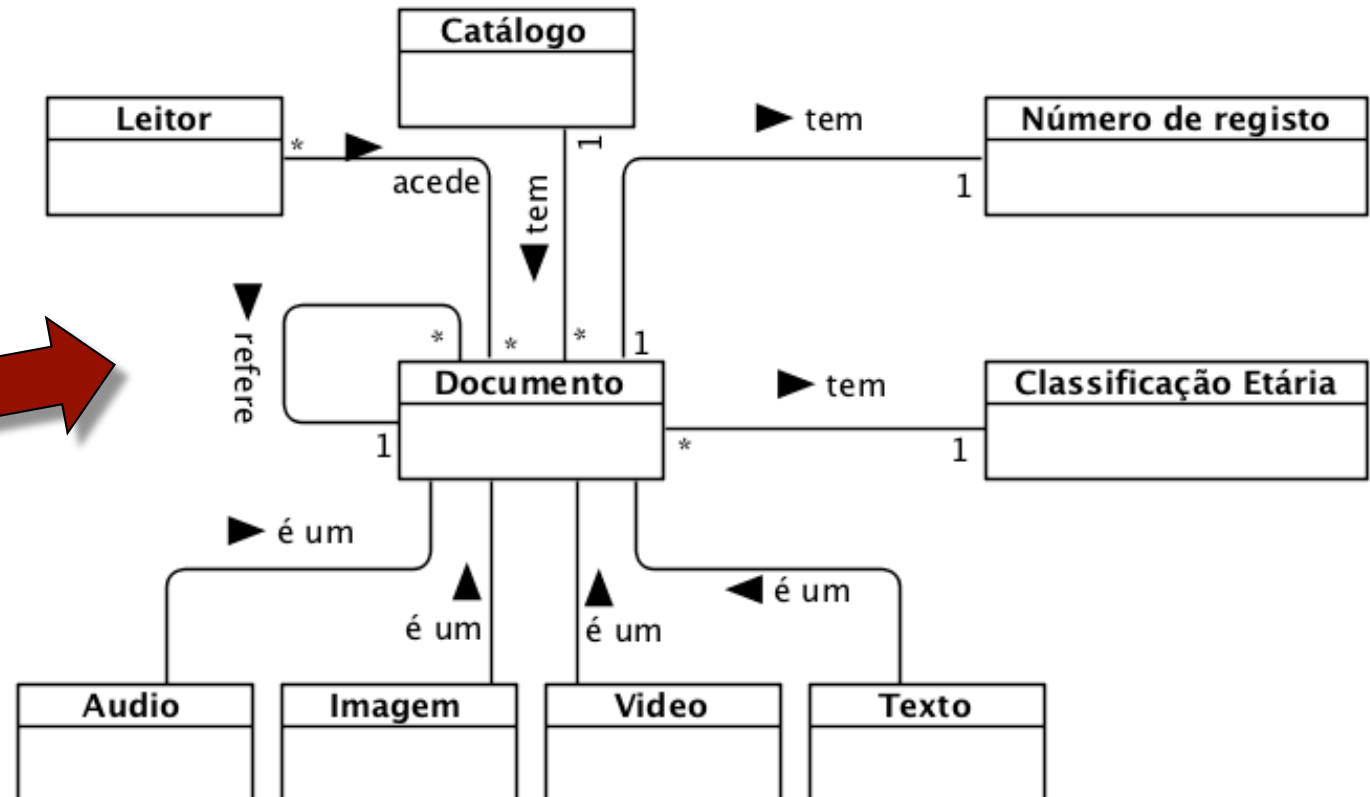 Catálogo
Leitor
Número de registo
* acede *
1 tem *
tem
1
1
refere
*
1
Documento
Classificação Etária
tem
*
1
é um
é um
é um
é um
Audio
Imagem
Video
Texto